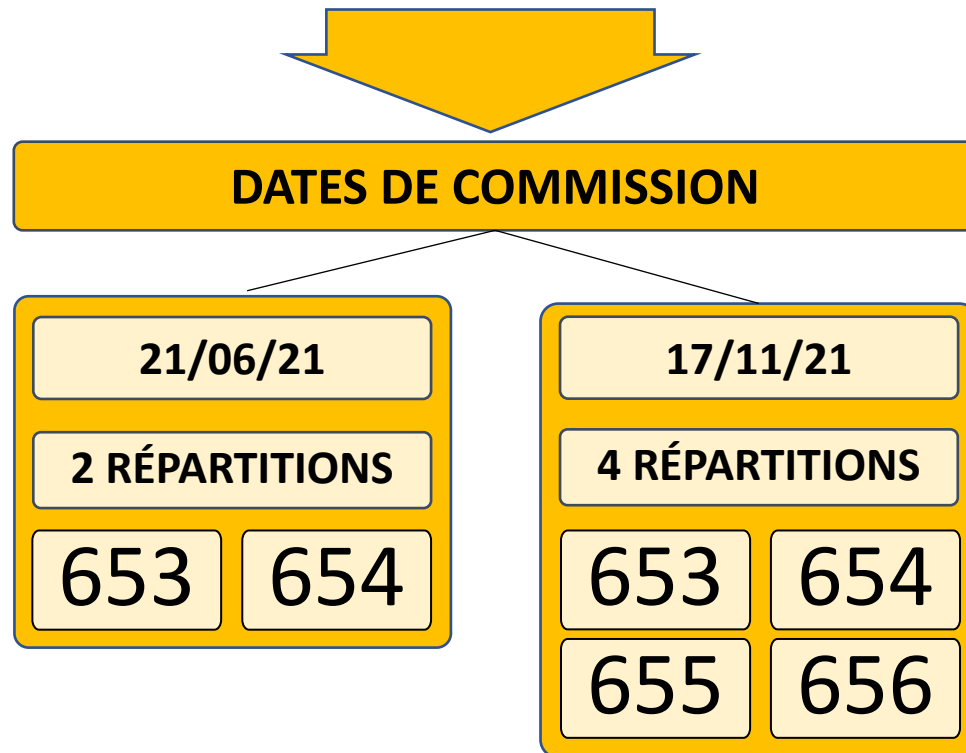 DATES DE COMMISSION
21/06/21
2 RÉPARTITIONS
653 654
17/11/21
4 RÉPARTITIONS
653 654
655 656